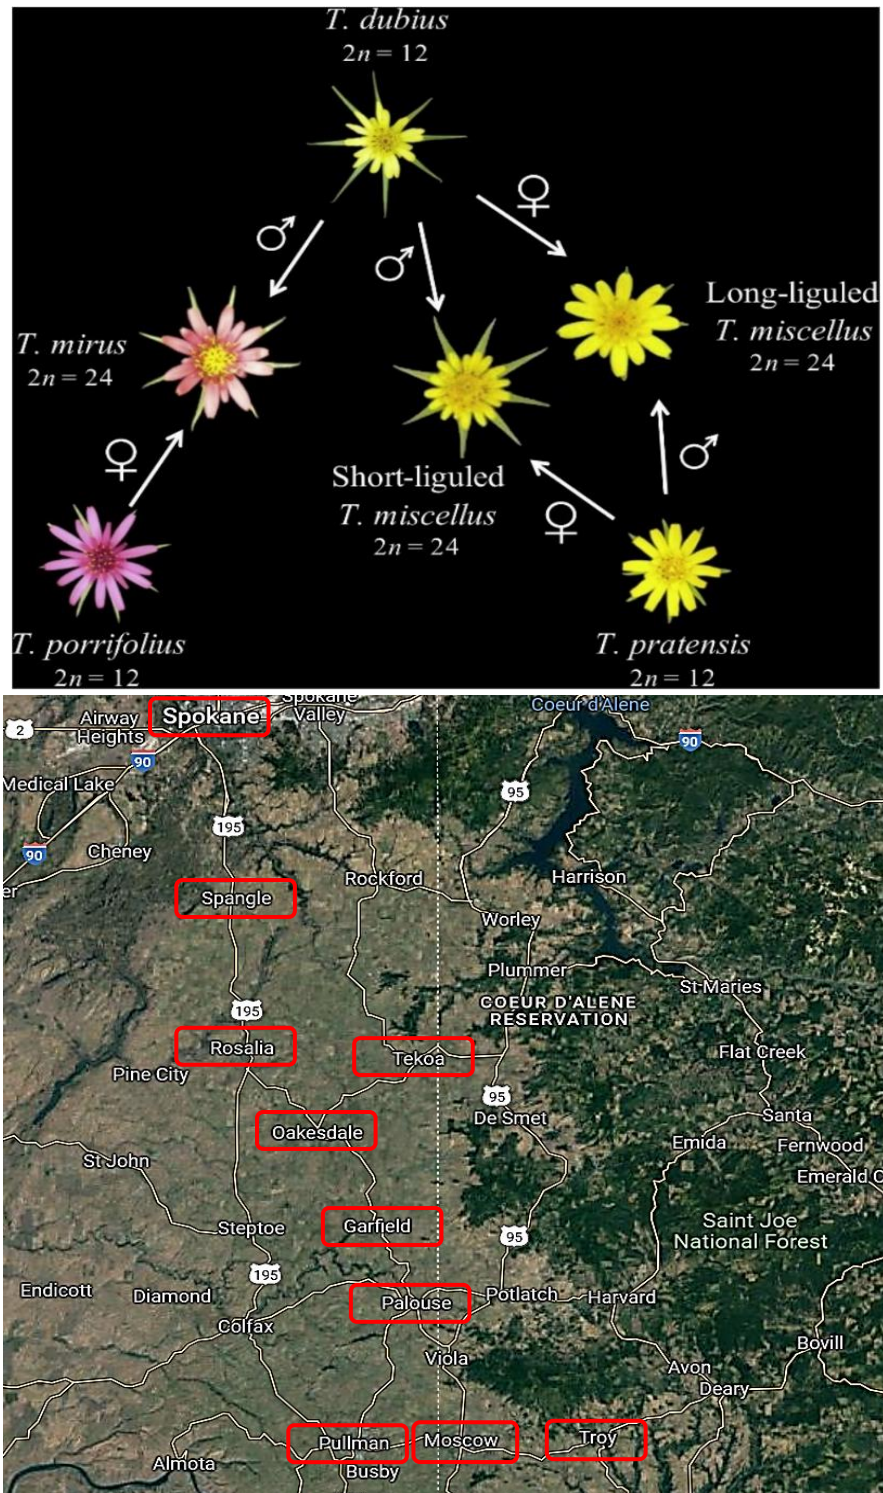 T. dubius
2n = 12
♂
♂
♀
T. mirus
2n = 24
Long-liguled
T. miscellus
2n = 24
♀
Short-liguled
T. miscellus
2n = 24
♀
♂
T. porrifolius
2n = 12
T. pratensis
2n = 12
Spokane
Spokane
Valley
Coeur d'Alene
2
Airway
Heights
90
90
Medical Lake
95
195
90
Cheney
er
Rockford
Harrison
Spangle
Worley
Plummer
St Maries
COEUR D'ALENE
RESERVATION
195
Rosalia
Tekoa
Flat Creek
Pine City
95
De Smet
Santa
Oakesdale
Emida
Fernwood
St John
Emerald C
Steptoe
Garfield
Saint Joe
National Forest
95
195
Endicott
Diamond
Palouse
Potlatch
Harvard
Colfax
Bovill
Viola
Avon
Deary
Pullman
Moscow
Troy
Almota
Busby